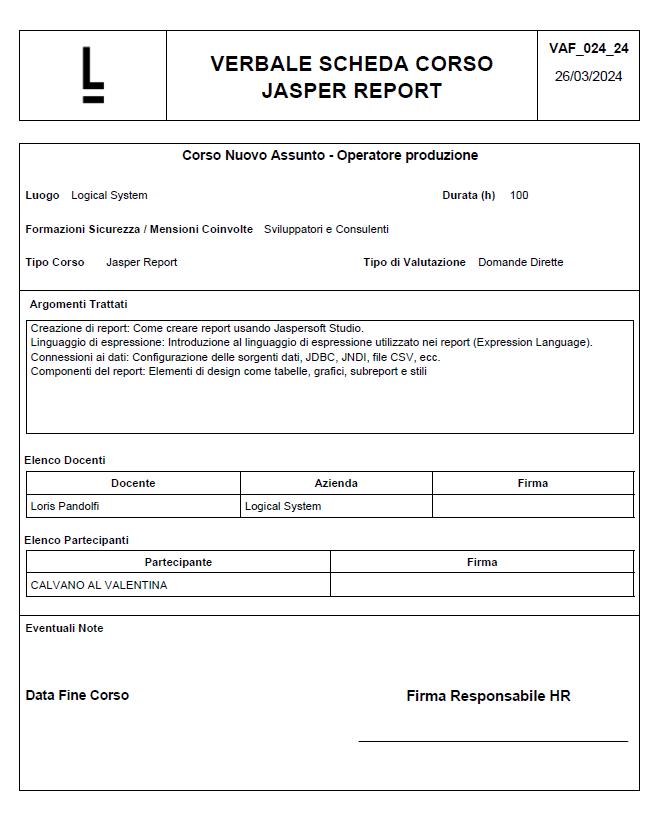 L
VERBALE SCHEDA CORSO
JASPER REPORT
VAF_024_24
26/03/2024
Corso Nuovo Assunto - Operatore produzione
Luogo Logical System Durata (h) 100
Formazioni Sicurezza / Mensioni Coinvolte Sviluppatori e Consulenti
Tipo Corso Jasper Report Tipo di Valutazione Domande Dirette
Argomenti Trattati
Creazione di report: Come creare report usando Jaspersoft Studio.
Linguaggio di espressione: Introduzione al linguaggio di espressione utilizzato nei report (Expression Language).
Connessioni ai dati: Configurazione delle sorgenti dati, JDBC, JNDI, file CSV, ecc.
Componenti del report: Elementi di design come tabelle, grafici, subreport e stili
Elenco Docenti
Docente Azienda Firma
Loris Pandolfi Logical System
Elenco Partecipanti
Partecipante Firma
CALVANO AL VALENTINA
Eventuali Note
Data Fine Corso Firma Responsabile HR